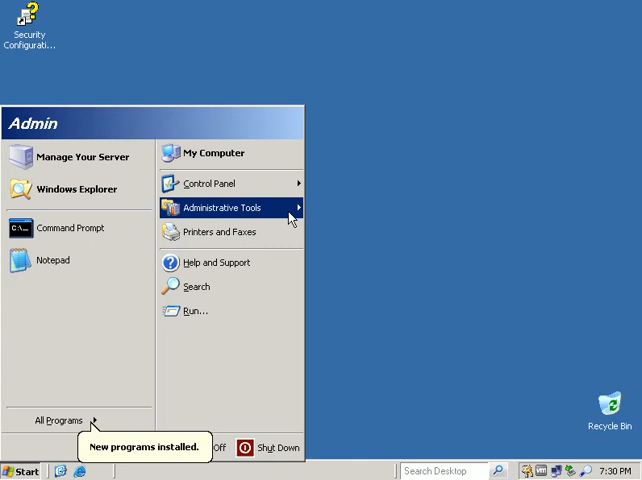 Security
Configurati...
Admin
Manage Your Server
Windows Explorer
Command Prompt
Notepad
My Computer
Control Panel
Administrative Tools
Printers and Faxes
Help and Support
Search
Run...
All Programs
New programs installed.
Off
Shut Down
Recycle Bin
Start
Search Desktop
7:30 PM